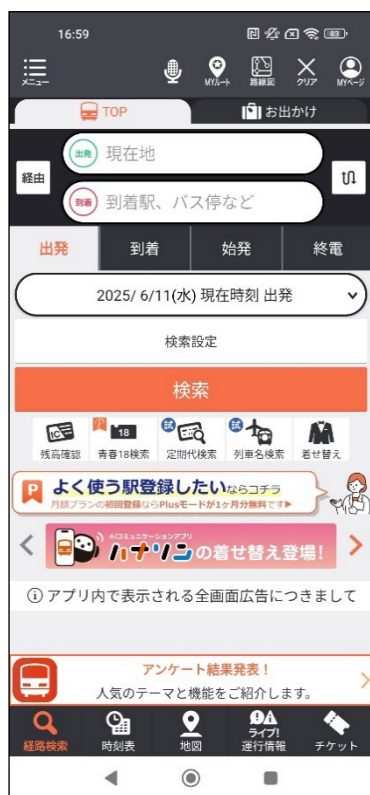 16:59
83
メニュー
MYルート
路線図
クリア
MYページ
TOP
お出かけ
経由
出発
現在地
到着
到着駅、バス停など
出発
到着
始発
終電
2025/ 6/11(水) 現在時刻 出発
検索設定
検索
IC
残高確認
18
青春18検索
試
定期代検索
試
列車名検索
着せ替え
よく使う駅登録したいならコチラ
月額プランの初回登録ならPlusモードが1ヶ月分無料です▶
AIコミュニケーションアプリ
ハナソンの着せ替え登場!
アプリ内で表示される全画面広告につきまして
アンケート結果発表!
人気のテーマと機能をご紹介します。
経路検索
時刻表
地図
ライブ!
運行情報
チケット